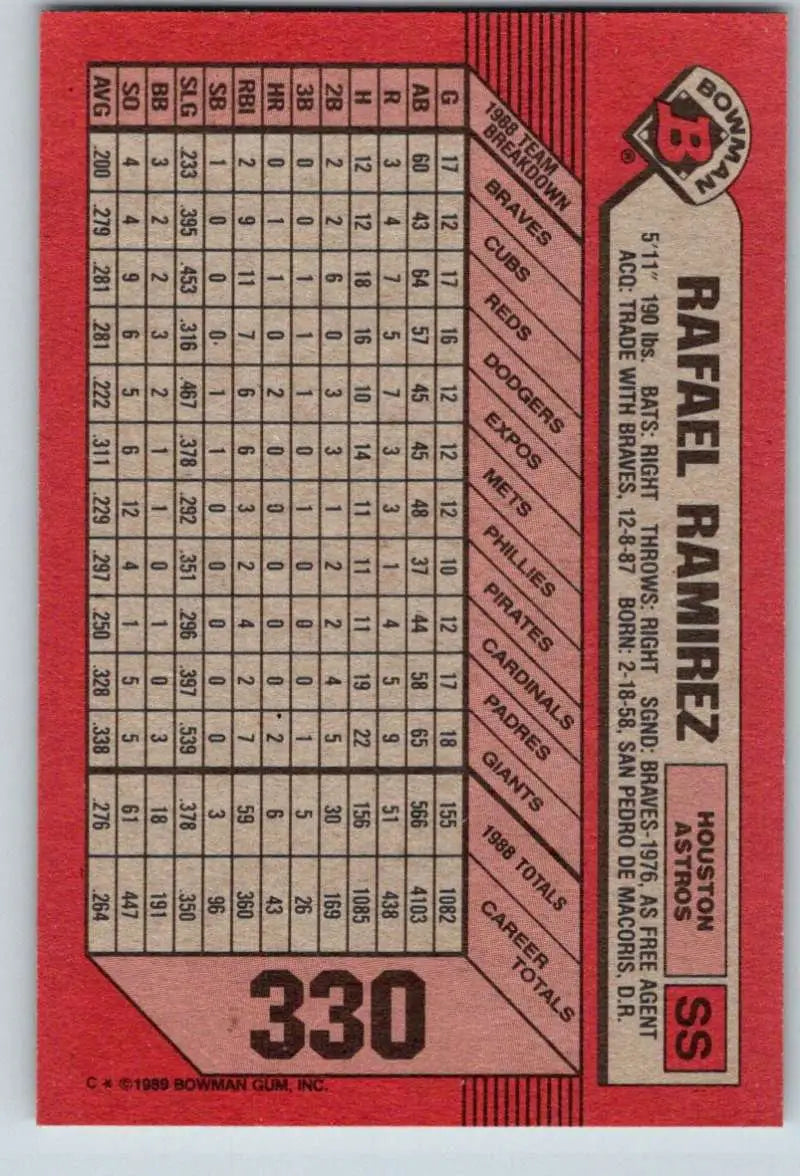 BOWMAN
B
®
RAFAEL RAMIREZ
HOUSTON
ASTROS
SS
5'11" 190 lbs. BATS: RIGHT THROWS: RIGHT SGND: BRAVES-1976, AS FREE AGENT
ACQ: TRADE WITH BRAVES, 12-8-87 BORN: 2-18-58, SAN PEDRO DE MACORIS, D.R.
1988 TEAM
BREAKDOWN
BRAVES
CUBS
REDS
DODGERS
EXPOS
METS
PHILLIES
PIRATES
CARDINALS
PADRES
GIANTS
1988 TOTALS
CAREER
TOTALS
G 17 12 17 16 12 12 12 10 12 17 18 155 1082
AB 60 43 64 57 45 45 48 37 44 58 65 566 4103
R 3 4 7 5 7 3 3 1 4 5 9 51 438
H 12 12 18 16 10 14 11 11 11 19 22 156 1085
2B 2 2 6 0 3 3 1 2 2 4 5 30 169
3B 0 0 1 1 1 0 1 0 0 0 1 5 26
HR 0 1 1 0 2 0 0 0 0 0 2 6 43
RBI 2 9 11 7 6 6 3 2 4 2 7 59 360
SB 1 0 0 0 1 1 0 0 0 0 0 3 96
SLG .233 .395 .453 .316 .467 .378 .292 .351 .296 .397 .539 .378 .350
BB 3 2 2 3 2 1 1 0 1 0 3 18 191
SO 4 4 9 6 5 6 12 4 1 5 5 61 447
AVG .200 .279 .281 .281 .222 .311 .229 .297 .250 .328 .338 .276 .264
330
C * ©1989 BOWMAN GUM, INC.